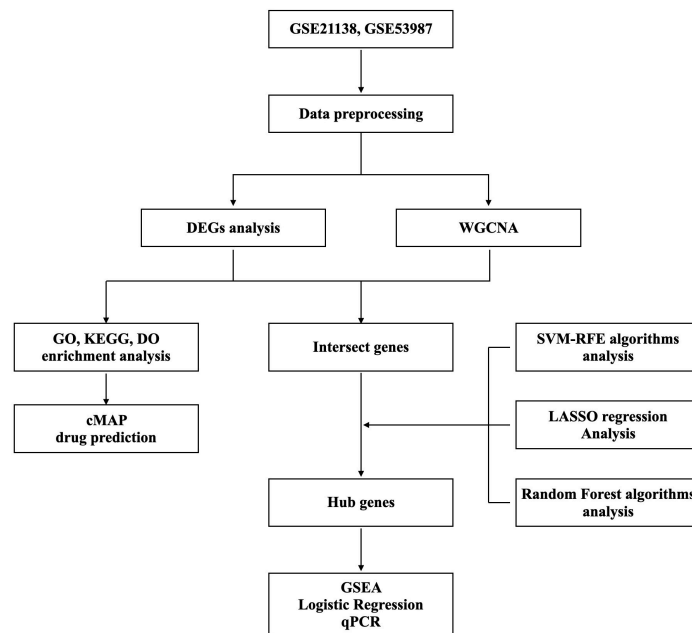 GSE21138, GSE53987
Data preprocessing
DEGs analysis
WGCNA
GO, KEGG, DO
enrichment analysis
Intersect genes
SVM-RFE algorithms
analysis
cMAP
drug prediction
LASSO regression
Analysis
Hub genes
Random Forest algorithms
analysis
GSEA
Logistic Regression
qPCR